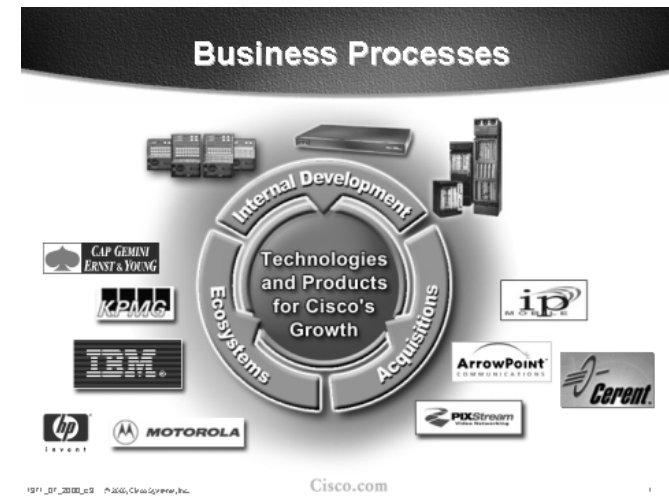 Business Processes
Internal Development
Technologies
and Products
for Cisco's
Growth
Ecosystems
Acquisitions
CAP GEMINI
ERNST & YOUNG
KPMG
IBM.
hp
invent
MOTOROLA
ip
MOBILE
ArrowPoint
COMMUNICATIONS
Cerent.
PIXStream
Video Networking
Cisco.com